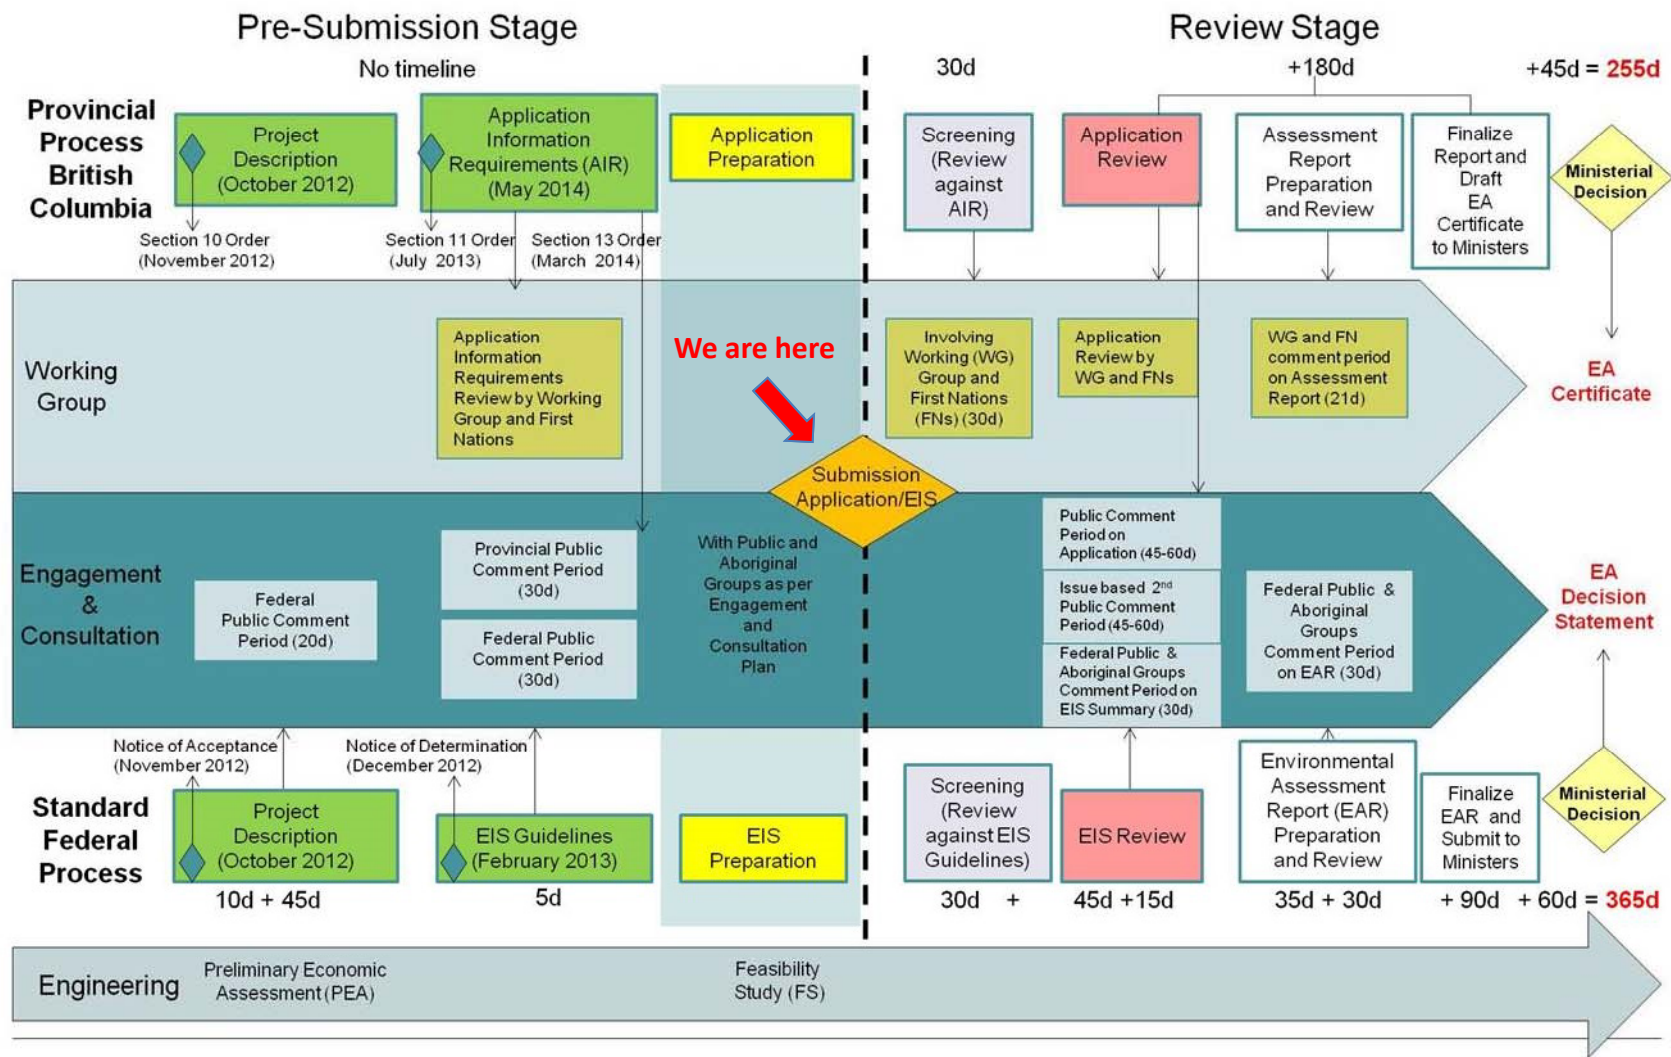 Pre-Submission Stage
Review Stage
No timeline
30d
+180d
+45d = 255d
Provincial
Process
British
Columbia
Project
Description
(October 2012)
Application
Information
Requirements (AIR)
(May 2014)
Application
Preparation
Screening
(Review
against
AIR)
Application
Review
Assessment
Report
Preparation
and Review
Finalize
Report and
Draft
EA
Certificate
to Ministers
Ministerial
Decision
Section 10 Order
(November 2012)
Section 11 Order
(July 2013)
Section 13 Order
(March 2014)
Working
Group
Application
Information
Requirements
Review by Working
Group and First
Nations
We are here
Involving
Working (WG)
Group and
First Nations
(FNs) (30d)
Application
Review by
WG and FNs
WG and FN
comment period
on Assessment
Report (21d)
EA
Certificate
Submission
Application/EIS
Engagement
&
Consultation
Federal
Public Comment
Period (20d)
Provincial Public
Comment Period
(30d)
Federal Public
Comment Period
(30d)
With Public and
Aboriginal
Groups as per
Engagement
and
Consultation
Plan
Public Comment
Period on
Application (45-60d)
Issue based 2nd
Public Comment
Period (45-60d)
Federal Public &
Aboriginal Groups
Comment Period on
EIS Summary (30d)
Federal Public &
Aboriginal
Groups
Comment Period
on EAR (30d)
EA
Decision
Statement
Notice of Acceptance
(November 2012)
Notice of Determination
(December 2012)
Standard
Federal
Process
Project
Description
(October 2012)
EIS Guidelines
(February 2013)
EIS
Preparation
Screening
(Review
against EIS
Guidelines)
EIS Review
Environmental
Assessment
Report (EAR)
Preparation
and Review
Finalize
EAR and
Submit to
Ministers
Ministerial
Decision
10d + 45d
5d
30d +
45d +15d
35d + 30d
+ 90d + 60d = 365d
Engineering
Preliminary Economic
Assessment (PEA)
Feasibility
Study (FS)